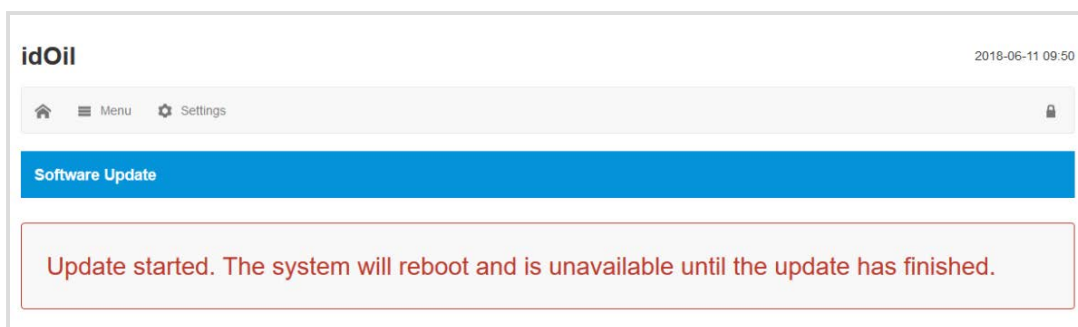 idOil
2018-06-11 09:50
Menu Settings
Software Update
Update started. The system will reboot and is unavailable until the update has finished.